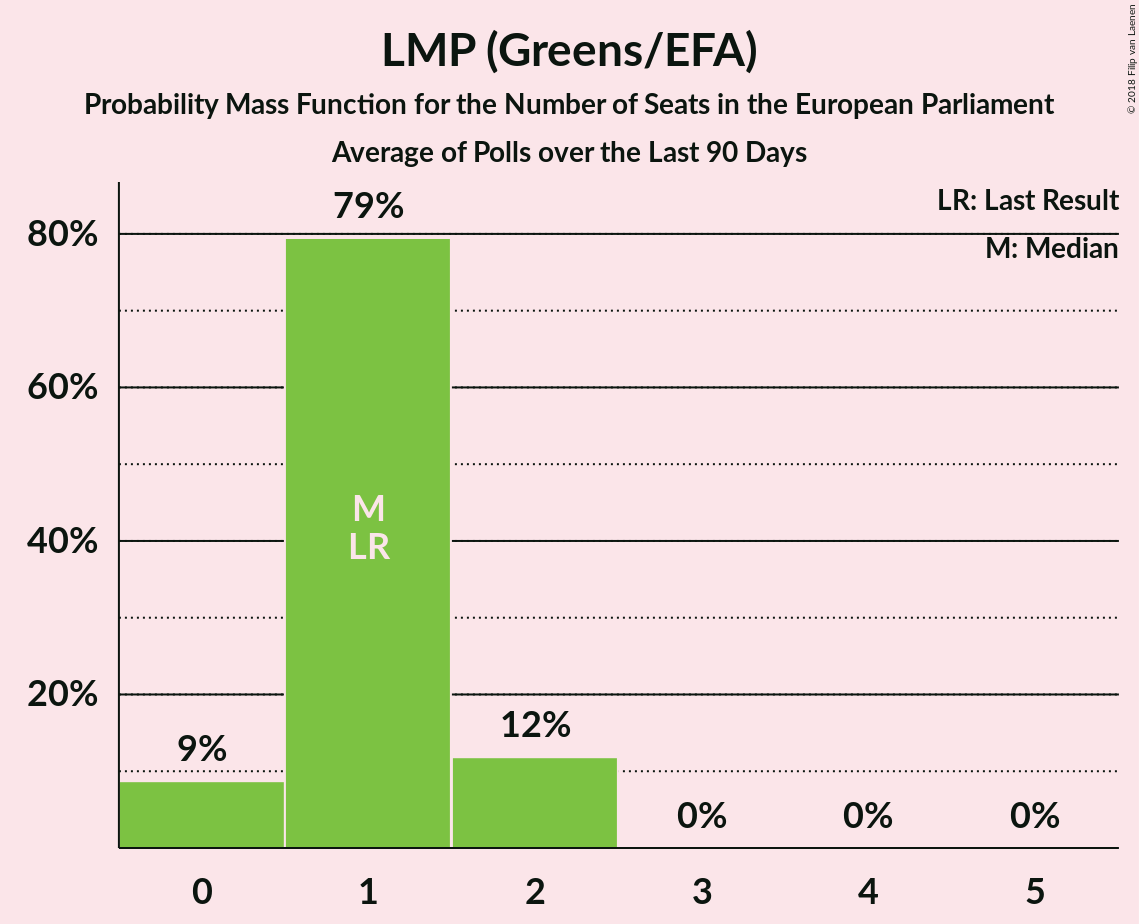 LMP (Greens/EFA)
Probability Mass Function for the Number of Seats in the European Parliament
Average of Polls over the Last 90 Days
© 2018 Filip van Laenen
LR: Last Result
M: Median
79%
80%
60%
40%
20%
M
LR
9%
12%
0%
0%
0%
0
1
2
3
4
5